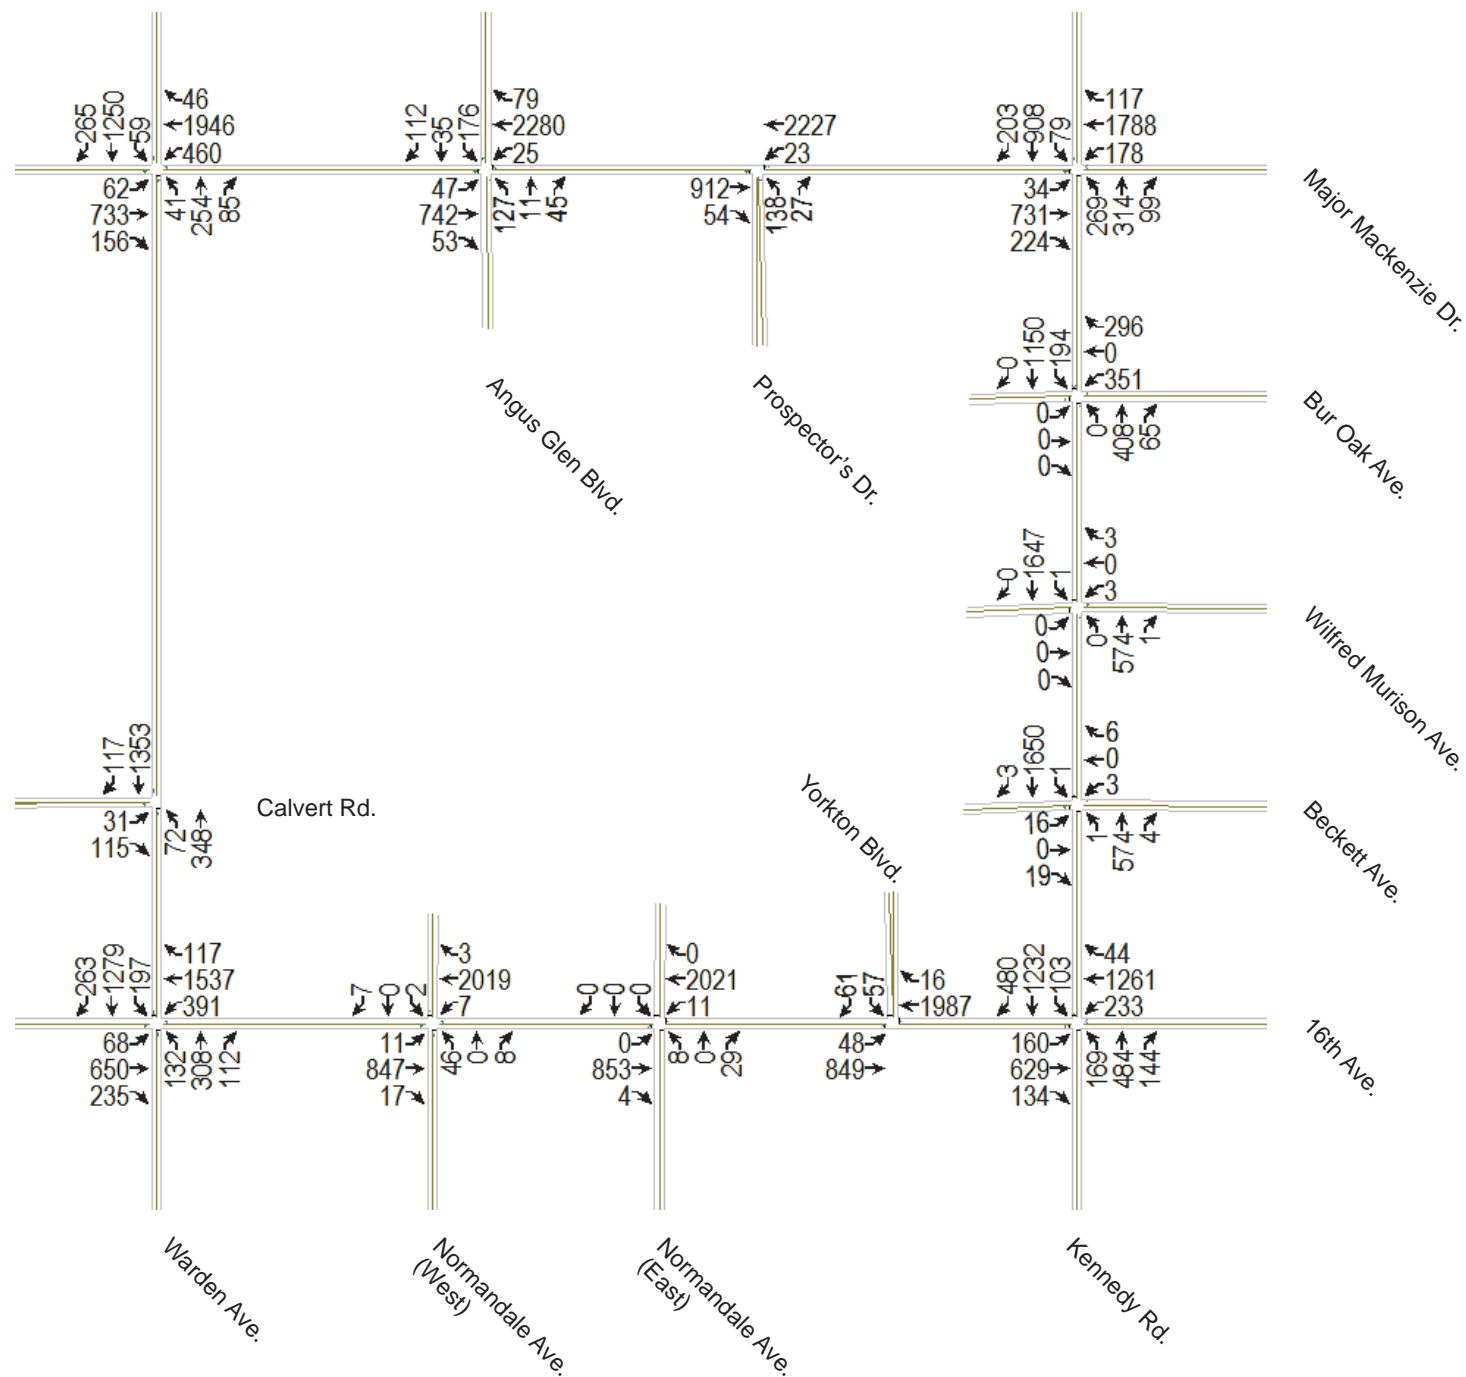 265 1250 59
46
1946
460
62
733
156
41 254 85
112 35 176
79
2280
25
47
742
53
127 11 45
2227
23
912
54
138 27
203 908 79
117
1788
178
34
731
224
269 314 99
Major Mackenzie Dr.
Angus Glen Blvd.
Prospector's Dr.
0 1150 194
296
0
351
0
0
0
0 408 65
Bur Oak Ave.
0 1647 1
3
0
3
0
0
0
0 574 1
Wilfred Murison Ave.
117 1353
31
115
72 348
Calvert Rd.
Yorkton Blvd.
3 1650 1
6
0
3
16
0
19
1 574 4
Beckett Ave.
263 1279 197
117
1537
391
68
650
235
132 308 112
7 0 2
3
2019
7
11
847
17
46 0 8
0 0 0
0
2021
11
0
853
4
8 0 29
61 57
16
1987
48
849
480 1232 103
44
1261
233
160
629
134
169 484 144
16th Ave.
Warden Ave.
Normandale Ave.
(West)
Normandale Ave.
(East)
Kennedy Rd.